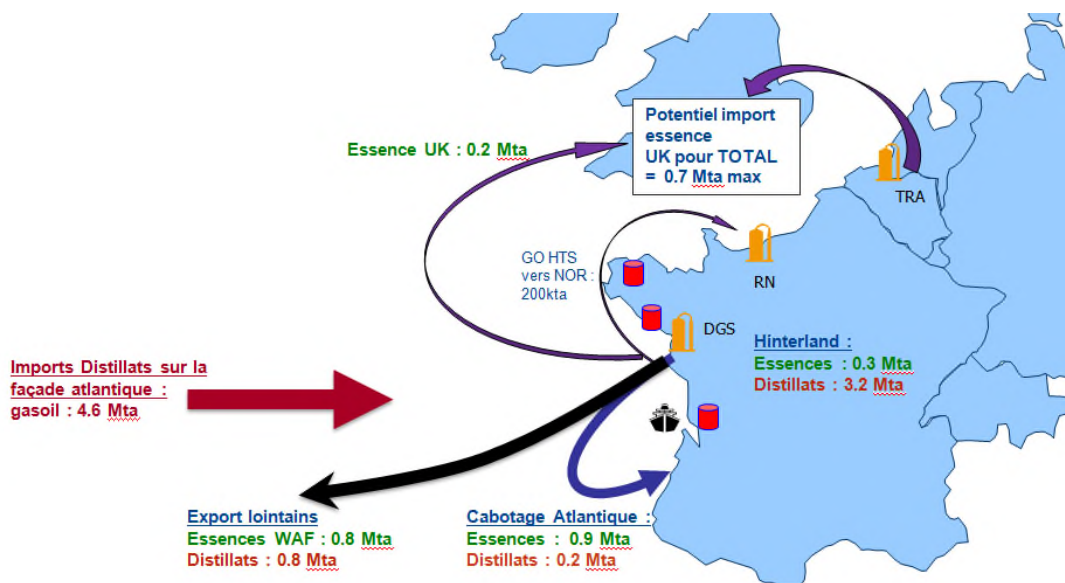 Potentiel import
essence
UK pour TOTAL
= 0.7 Mta max
Essence UK : 0.2 Mta
TRA
GO HTS
vers NOR :
200kta
RN
DGS
Hinterland :
Essences : 0.3 Mta
Distillats : 3.2 Mta
Imports Distillats sur la
façade atlantique :
gasoil : 4.6 Mta
Export lointains
Essences WAF : 0.8 Mta
Distillats : 0.8 Mta
Cabotage Atlantique :
Essences : 0.9 Mta
Distillats : 0.2 Mta